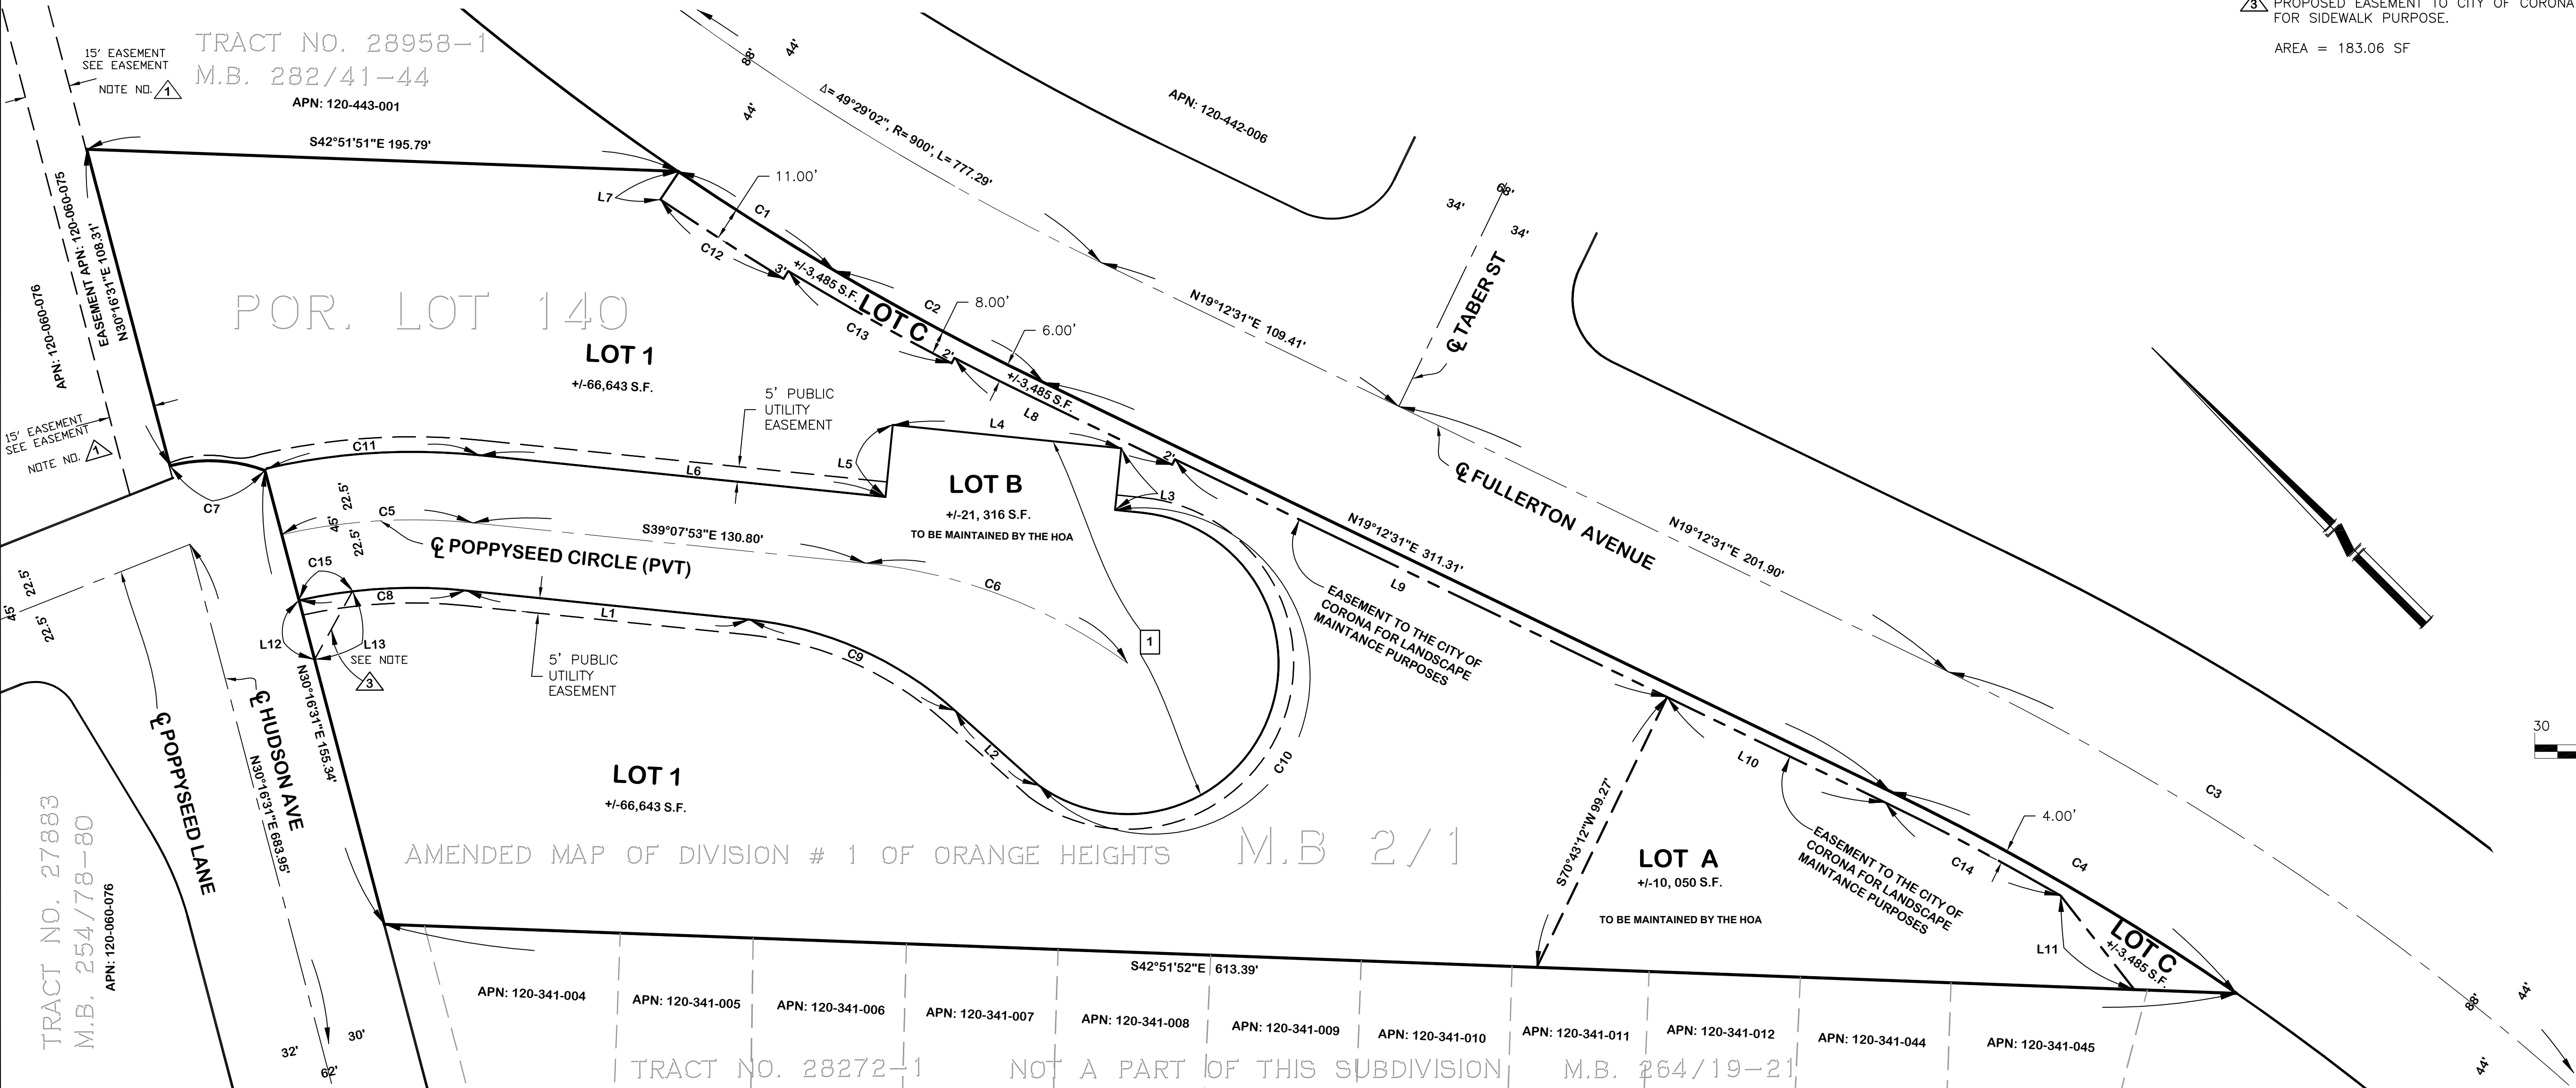 3 PROPOSED EASEMENT TO CITY OF CORONA
FOR SIDEWALK PURPOSE.
AREA = 183.06 SF
TRACT NO. 28958-1
M.B. 282/41-44
APN: 120-443-001
15' EASEMENT
SEE EASEMENT
NOTE NO. 1
S42°51'51"E 195.79'
88'
44'
44'
Δ= 49°29'02", R= 900', L= 777.29'
APN: 120-442-006
L7
11.00'
C1
C12
3'
+/-3,485 S.F.
LOT C
C2
8.00'
6.00'
C13
2'
+/-3,485 S.F.
L8
68'
34'
34'
℄ TABER ST
N19°12'31"E 109.41'
APN: 120-060-076
EASEMENT APN: 120-060-075
N30°16'31"E 108.31'
POR. LOT 140
LOT 1
+/-66,643 S.F.
5' PUBLIC
UTILITY
EASEMENT
15' EASEMENT
SEE EASEMENT
NOTE NO. 1
C7
C11
L6
L5
L4
L3
2'
LOT B
+/-21, 316 S.F.
TO BE MAINTAINED BY THE HOA
℄ FULLERTON AVENUE
N19°12'31"E 311.31'
N19°12'31"E 201.90'
L9
EASEMENT TO THE CITY OF
CORONA FOR LANDSCAPE
MAINTANCE PURPOSES
22.5'
45'
22.5'
C5
S39°07'53"E 130.80'
℄ POPPYSEED CIRCLE (PVT)
C6
C15
C8
L1
L12
L13
SEE NOTE
3
5' PUBLIC
UTILITY
EASEMENT
C9
L2
1
C10
22.5'
45'
22.5'
N30°16'31"E 155.34'
℄ HUDSON AVE
N30°16'31"E 683.95'
℄ POPPYSEED LANE
LOT 1
+/-66,643 S.F.
AMENDED MAP OF DIVISION # 1 OF ORANGE HEIGHTS M.B 2/1
S70°43'12"W 99.27'
L10
LOT A
+/-10, 050 S.F.
TO BE MAINTAINED BY THE HOA
EASEMENT TO THE CITY OF
CORONA FOR LANDSCAPE
MAINTANCE PURPOSES
C14
4.00'
C4
C3
L11
LOT C
+/-3,485 S.F.
30
88'
44'
44'
TRACT NO. 27883
M.B. 254/78-80
APN: 120-060-076
32'
30'
62'
S42°51'52"E 613.39'
APN: 120-341-004
APN: 120-341-005
APN: 120-341-006
APN: 120-341-007
APN: 120-341-008
APN: 120-341-009
APN: 120-341-010
APN: 120-341-011
APN: 120-341-012
APN: 120-341-044
APN: 120-341-045
TRACT NO. 28272-1 NOT A PART OF THIS SUBDIVISION M.B. 264/19-21